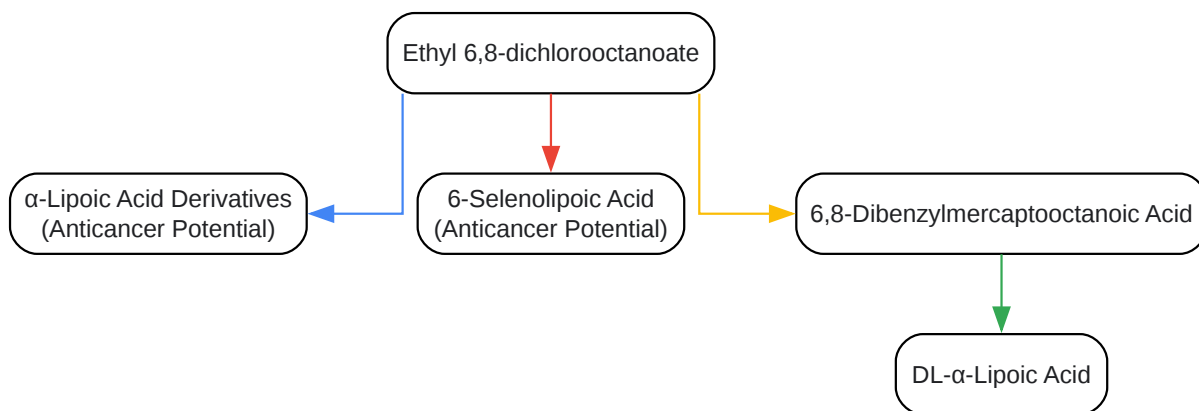 Ethyl 6,8-dichlorooctanoate
α-Lipoic Acid Derivatives
(Anticancer Potential)
6-Selenolipoic Acid
(Anticancer Potential)
6,8-Dibenzylmercaptooctanoic Acid
DL-α-Lipoic Acid